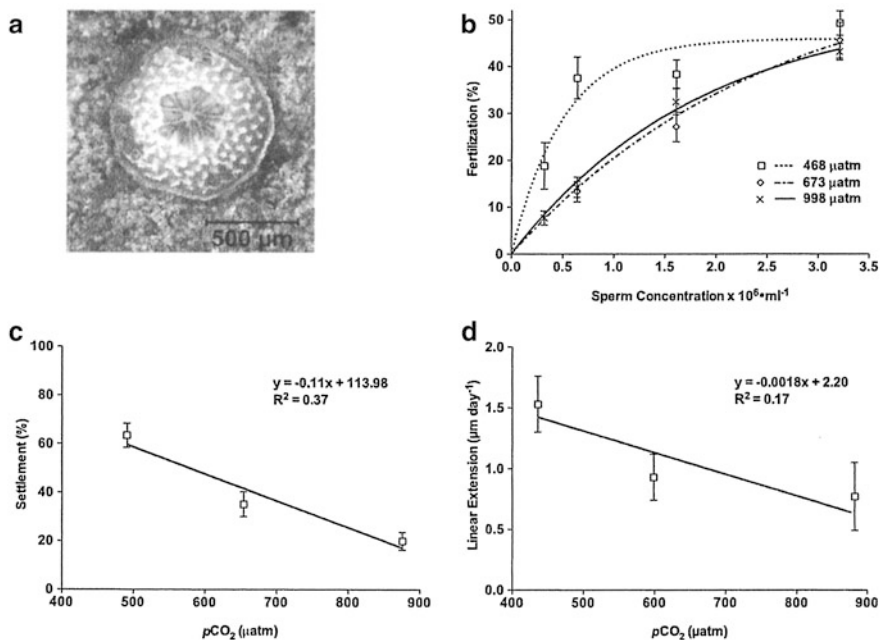 a
500 µm
b
Fertilization (%)
50
40
30
20
10
0
0.0 0.5 1.0 1.5 2.0 2.5 3.0 3.5
Sperm Concentration x 10⁶•ml⁻¹
468 µatm
673 µatm
998 µatm
c
Settlement (%)
100
80
60
40
20
0
400 500 600 700 800 900
pCO₂ (µatm)
y = -0.11x + 113.98
R² = 0.37
d
Linear Extension (µm day⁻¹)
2.0
1.5
1.0
0.5
0.0
400 500 600 700 800 900
pCO₂ (µatm)
y = -0.0018x + 2.20
R² = 0.17